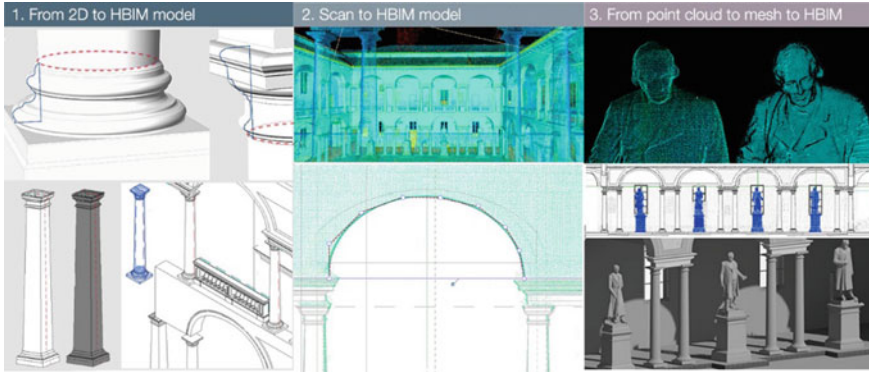 1. From 2D to HBIM model
2. Scan to HBIM model
3. From point cloud to mesh to HBIM